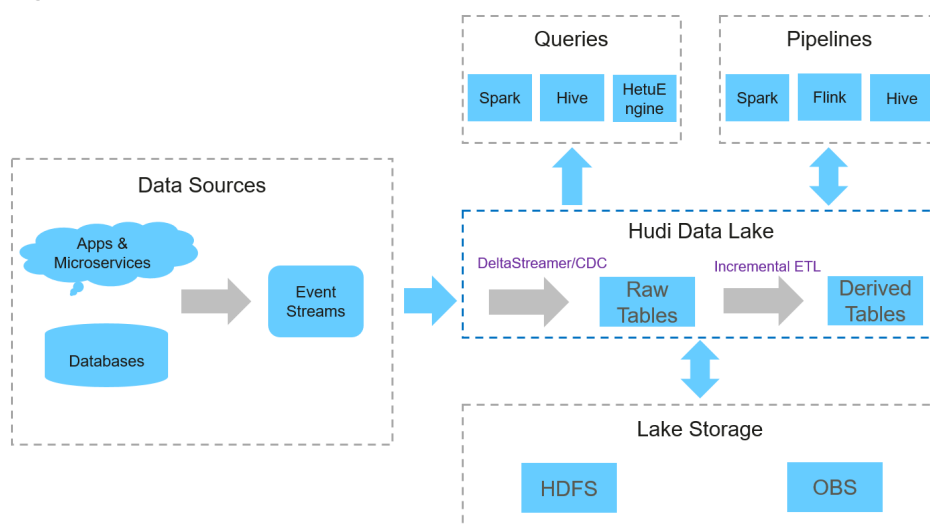 Queries
Spark
Hive
HetuE
ngine
Pipelines
Spark
Flink
Hive
Data Sources
Apps &
Microservices
Databases
Event
Streams
Hudi Data Lake
DeltaStreamer/CDC
Raw
Tables
Incremental ETL
Derived
Tables
Lake Storage
HDFS
OBS